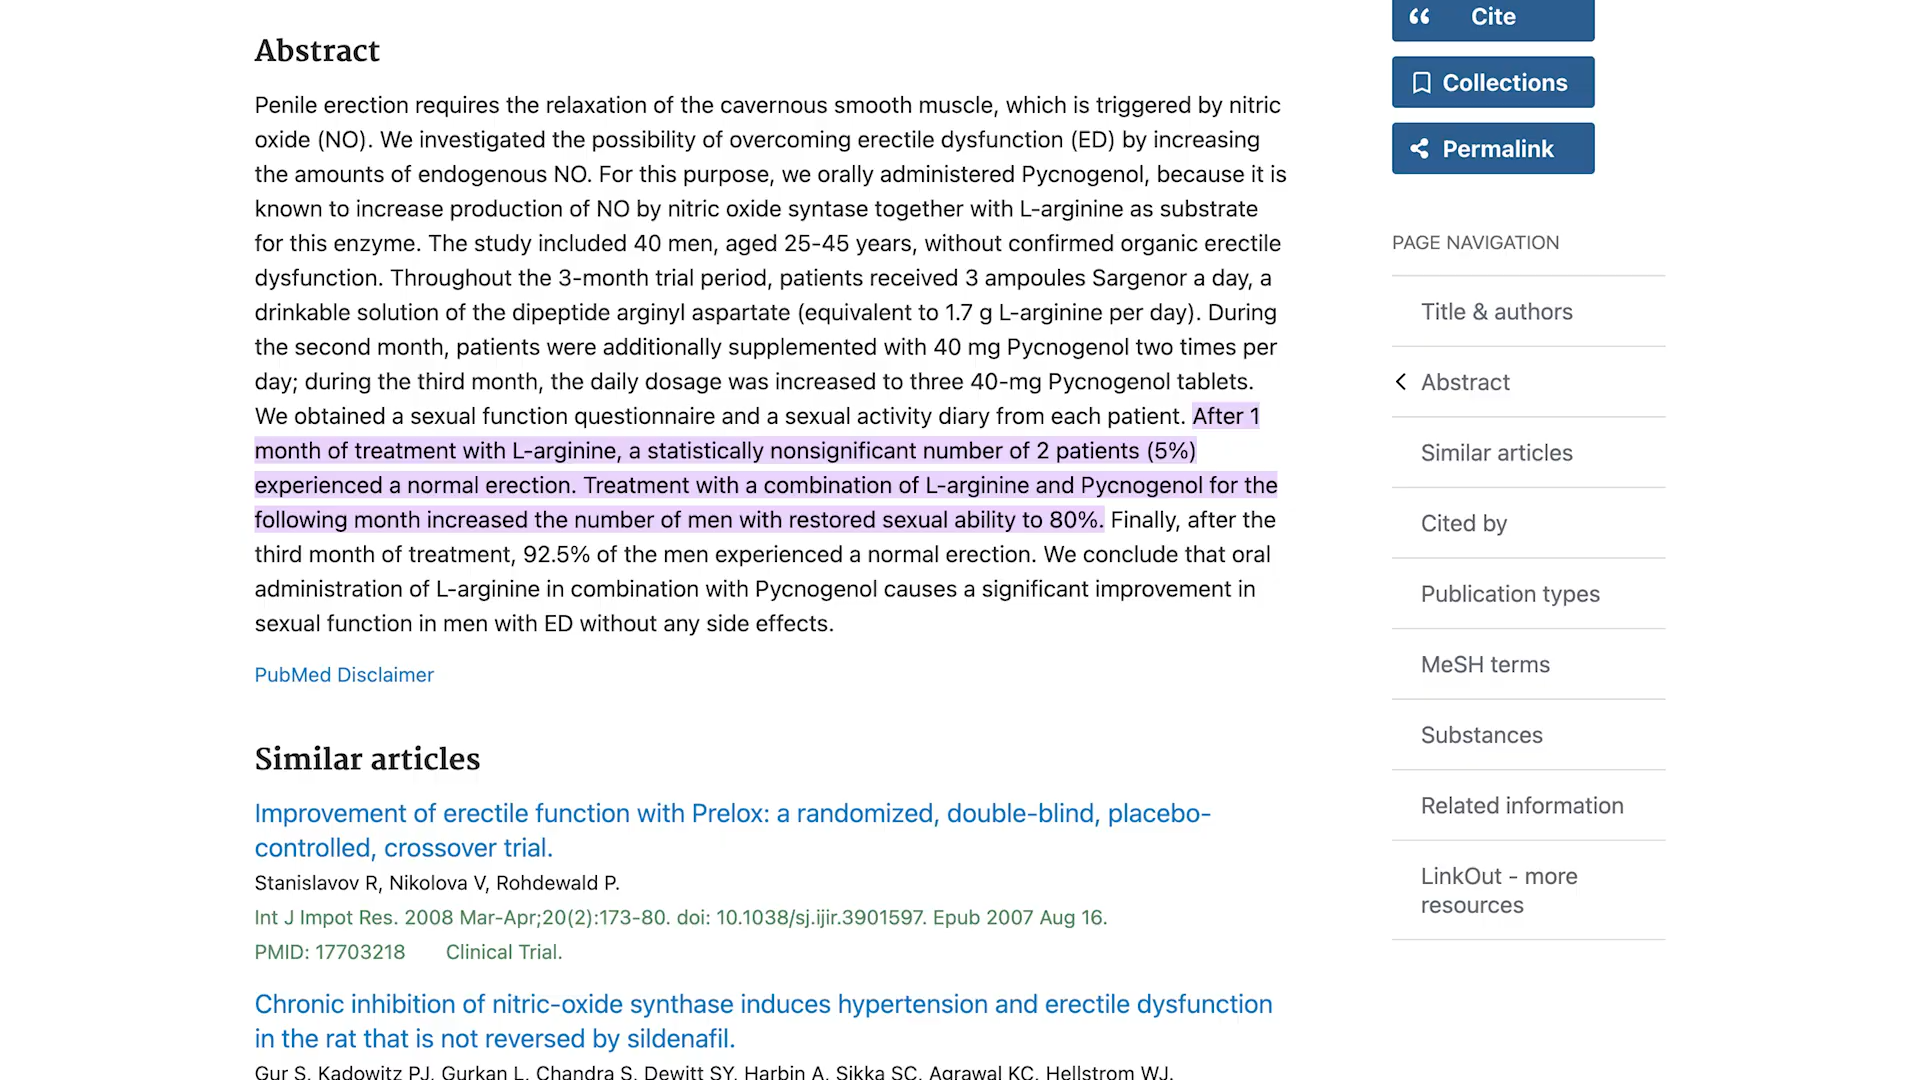 Abstract
Penile erection requires the relaxation of the cavernous smooth muscle, which is triggered by nitric
oxide (NO). We investigated the possibility of overcoming erectile dysfunction (ED) by increasing
the amounts of endogenous NO. For this purpose, we orally administered Pycnogenol, because it is
known to increase production of NO by nitric oxide syntase together with L-arginine as substrate
for this enzyme. The study included 40 men, aged 25-45 years, without confirmed organic erectile
dysfunction. Throughout the 3-month trial period, patients received 3 ampoules Sargenor a day, a
drinkable solution of the dipeptide arginyl aspartate (equivalent to 1.7 g L-arginine per day). During
the second month, patients were additionally supplemented with 40 mg Pycnogenol two times per
day; during the third month, the daily dosage was increased to three 40-mg Pycnogenol tablets.
We obtained a sexual function questionnaire and a sexual activity diary from each patient. After 1
month of treatment with L-arginine, a statistically nonsignificant number of 2 patients (5%)
experienced a normal erection. Treatment with a combination of L-arginine and Pycnogenol for the
following month increased the number of men with restored sexual ability to 80%. Finally, after the
third month of treatment, 92.5% of the men experienced a normal erection. We conclude that oral
administration of L-arginine in combination with Pycnogenol causes a significant improvement in
sexual function in men with ED without any side effects.
PubMed Disclaimer
Similar articles
Improvement of erectile function with Prelox: a randomized, double-blind, placebo-
controlled, crossover trial.
Stanislavov R, Nikolova V, Rohdewald P.
Int J Impot Res. 2008 Mar-Apr;20(2):173-80. doi: 10.1038/sj.ijir.3901597. Epub 2007 Aug 16.
PMID: 17703218 Clinical Trial.
Chronic inhibition of nitric-oxide synthase induces hypertension and erectile dysfunction
in the rat that is not reversed by sildenafil.
Gur S, Kadowitz PJ, Gurkan L, Chandra S, Dewitt SY, Harbin A, Sikka SC, Agrawal KC, Hellstrom WJ.
Cite
Collections
Permalink
PAGE NAVIGATION
Title & authors
Abstract
Similar articles
Cited by
Publication types
MeSH terms
Substances
Related information
LinkOut - more
resources